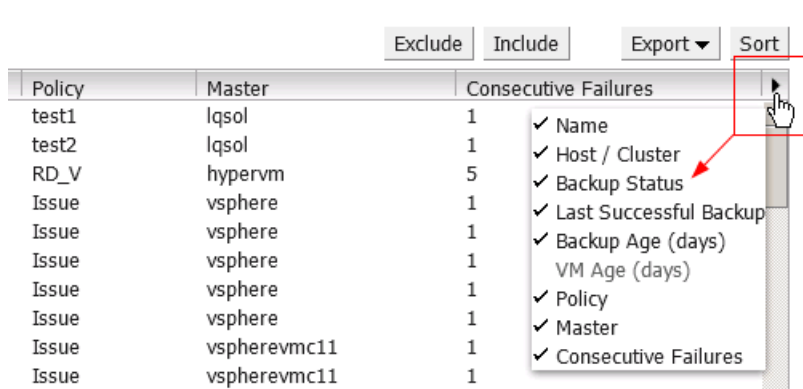 Exclude Include Export Sort
Policy Master Consecutive Failures
test1 lqsol 1
test2 lqsol 1
RD_V hypervm 5
Issue vsphere 1
Issue vsphere 1
Issue vsphere 1
Issue vsphere 1
Issue vsphere 1
Issue vspherevmc11 1
Issue vspherevmc11 1
Name
Host / Cluster
Backup Status
Last Successful Backup
Backup Age (days)
VM Age (days)
Policy
Master
Consecutive Failures